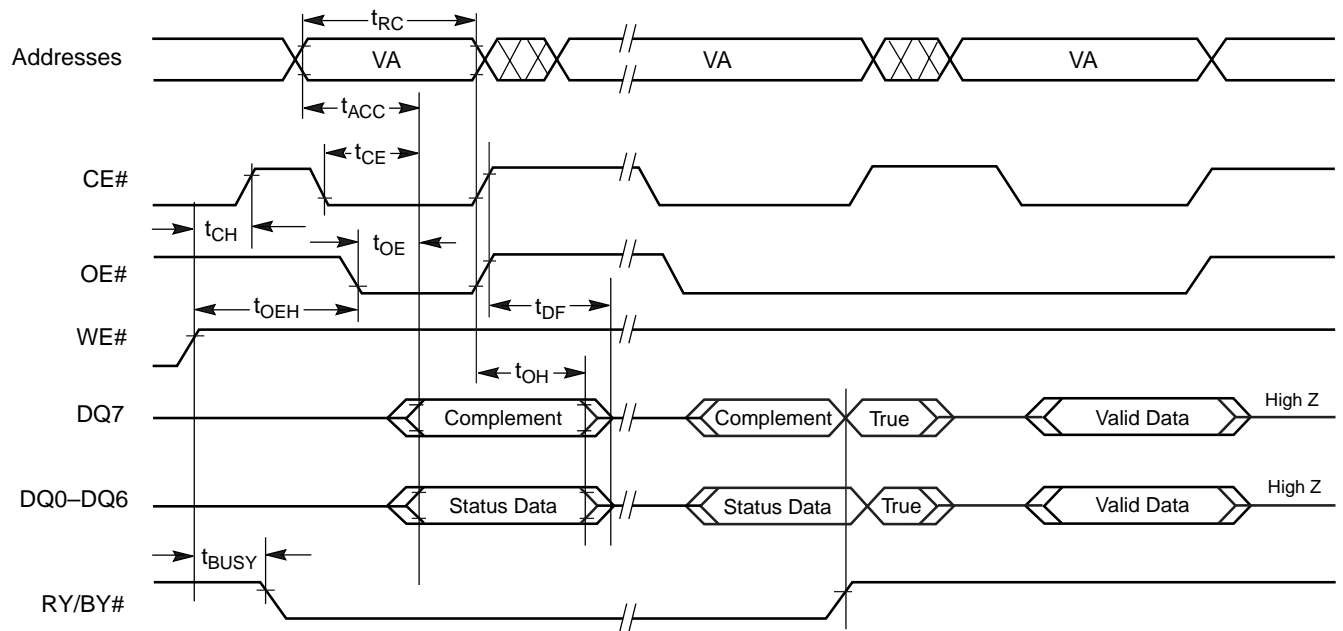 tRC
Addresses VA VA VA
tACC
tCE
CE#
tCH tOE
OE#
tOEH tDF
WE#
tOH
DQ7 Complement Complement True Valid Data High Z
DQ0–DQ6 Status Data Status Data True Valid Data High Z
tBUSY
RY/BY#